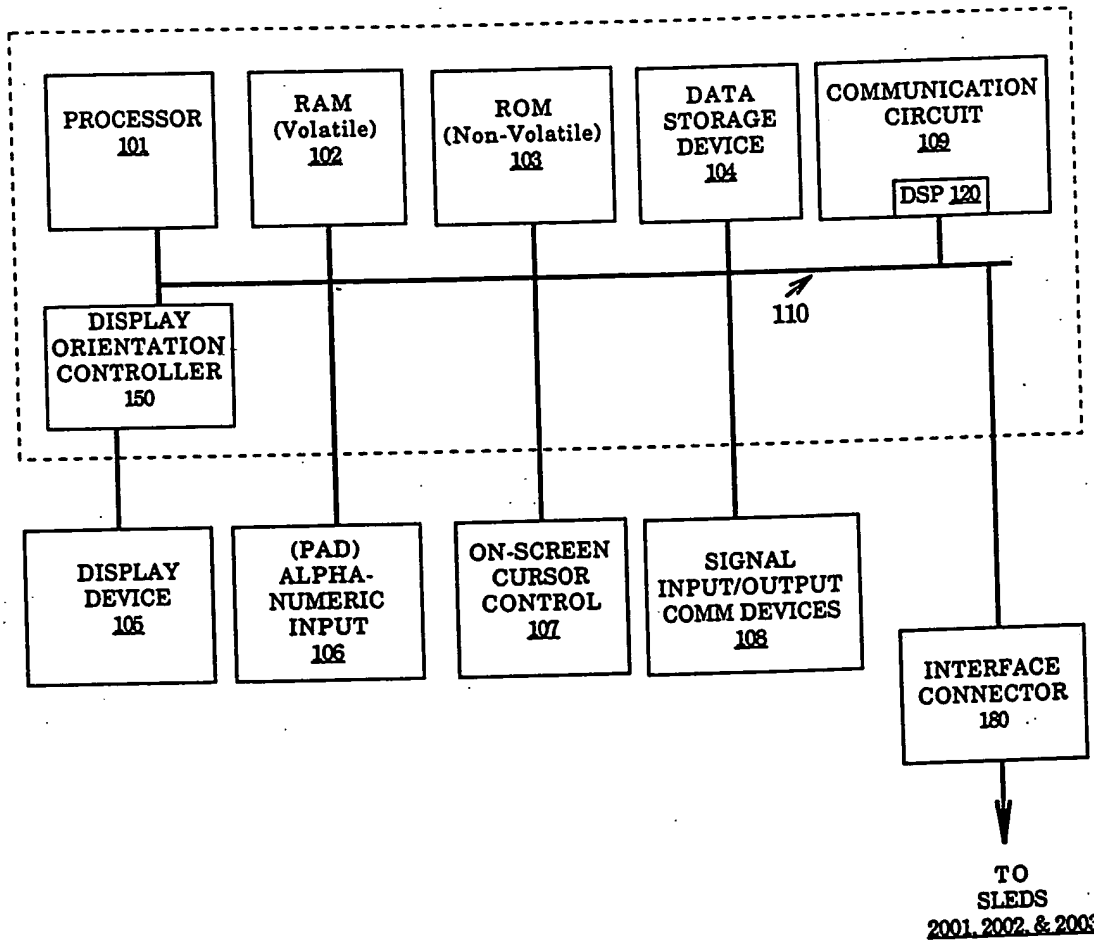 PROCESSOR
101
RAM
(Volatile)
102
ROM
(Non-Volatile)
103
DATA
STORAGE
DEVICE
104
COMMUNICATION
CIRCUIT
109
DSP 120
110
DISPLAY
ORIENTATION
CONTROLLER
150
DISPLAY
DEVICE
105
(PAD)
ALPHA-
NUMERIC
INPUT
106
ON-SCREEN
CURSOR
CONTROL
107
SIGNAL
INPUT/OUTPUT
COMM DEVICES
108
INTERFACE
CONNECTOR
180
TO
SLEDS
2001, 2002, & 2003